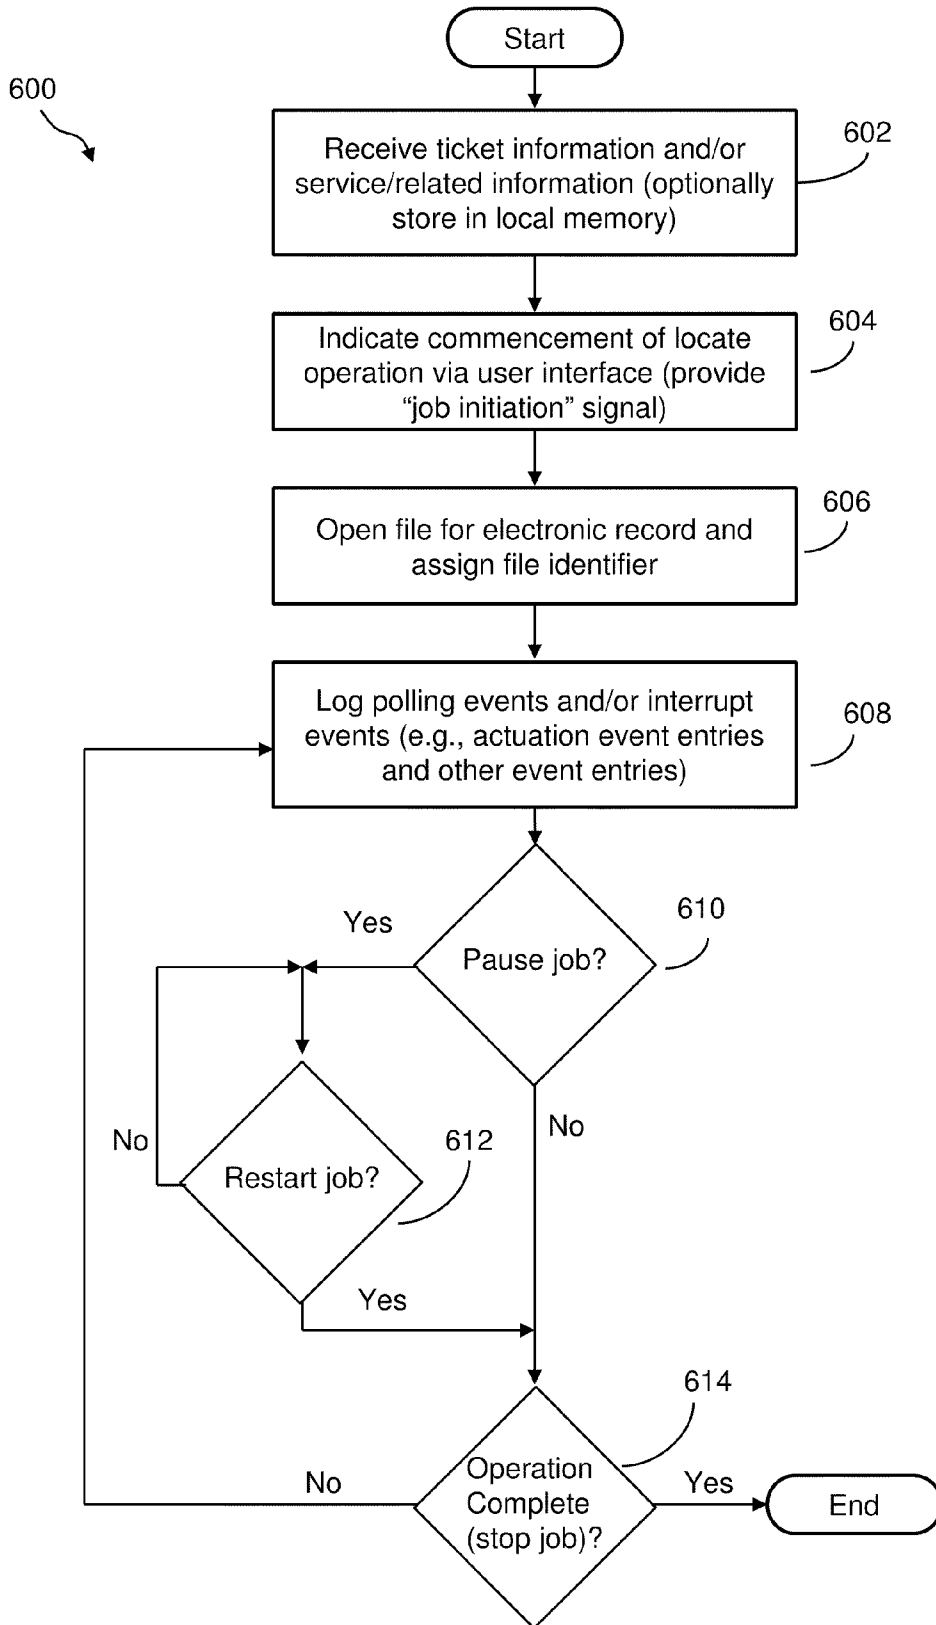 Start
600
Receive ticket information and/or
service/related information (optionally
store in local memory)
602
Indicate commencement of locate
operation via user interface (provide
“job initiation” signal)
604
Open file for electronic record and
assign file identifier
606
Log polling events and/or interrupt
events (e.g., actuation event entries
and other event entries)
608
Pause job?
610
Yes
No
Restart job?
612
No
Yes
Operation
Complete
(stop job)?
614
No
Yes
End